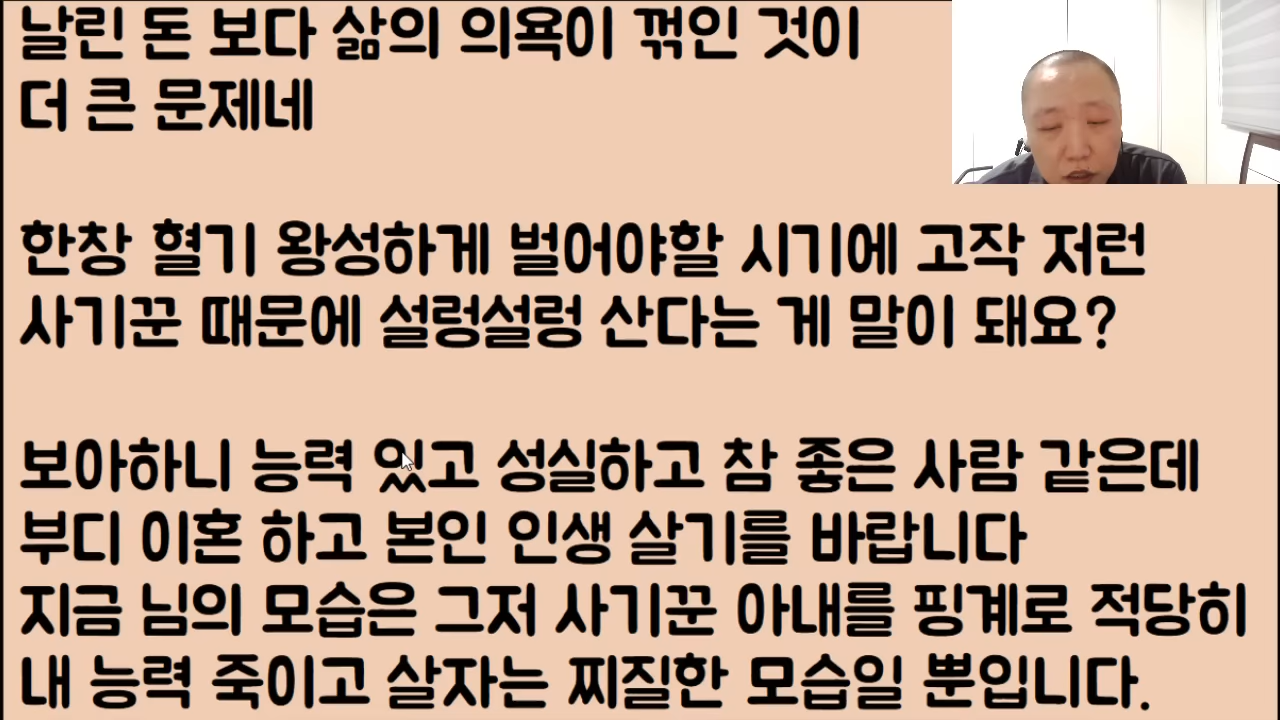 날린 돈 보다 삶의 의욕이 꺾인 것이
더 큰 문제네
한창 혈기 왕성하게 벌어야할 시기에 고작 저런
사기꾼 때문에 설렁설렁 산다는 게 말이 돼요?
보아하니 능력 있고 성실하고 참 좋은 사람 같은데
부디 이혼 하고 본인 인생 살기를 바랍니다
지금 님의 모습은 그저 사기꾼 아내를 핑계로 적당히
내 능력 죽이고 살자는 찌질한 모습일 뿐입니다.